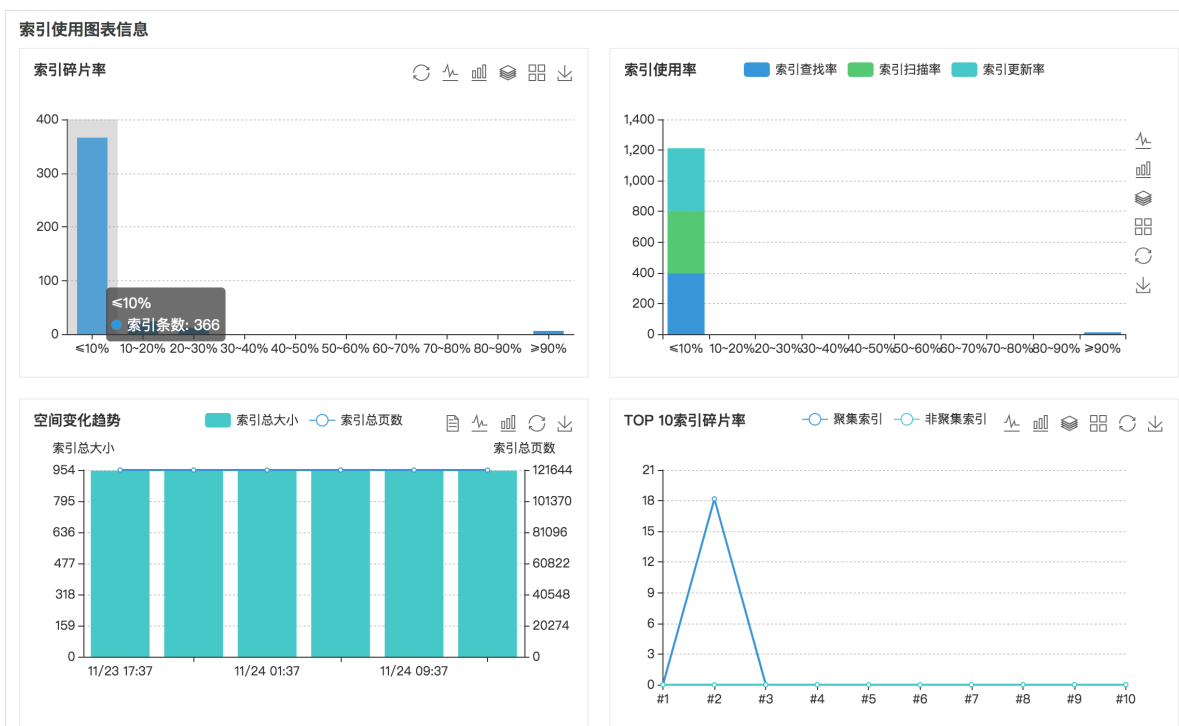 索引使用图表信息
索引碎片率
400
300
200
100
0
≤10%
索引条数: 366
≤10% 10~20% 20~30% 30~40% 40~50% 50~60% 60~70% 70~80% 80~90% ≥90%
索引使用率 索引查找率 索引扫描率 索引更新率
1,400
1,200
1,000
800
600
400
200
0
≤10% 10~20% 20~30% 30~40% 40~50% 50~60% 60~70% 70~80% 80~90% ≥90%
空间变化趋势 索引总大小 索引总页数
索引总大小 索引总页数
954 121644
795 101370
636 81096
477 60822
318 40548
159 20274
0 0
11/23 17:37 11/24 01:37 11/24 09:37
TOP 10索引碎片率 聚集索引 非聚集索引
21
18
15
12
9
6
3
0
#1 #2 #3 #4 #5 #6 #7 #8 #9 #10